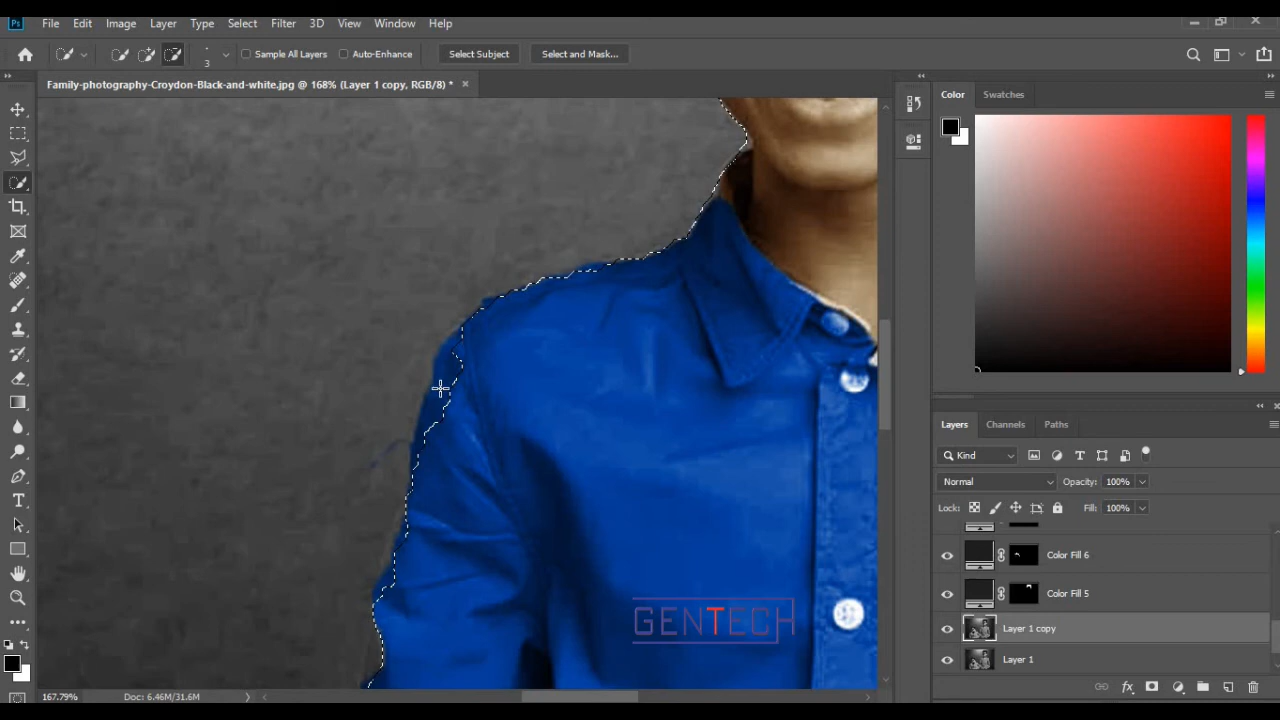 Ps File Edit Image Layer Type Select Filter 3D View Window Help
3 Sample All Layers Auto-Enhance Select Subject Select and Mask...
Family-photography-Croydon-Black-and-white.jpg @ 168% (Layer 1 copy, RGB/8) *
Color Swatches
Layers Channels Paths
Kind
Normal Opacity: 100%
Lock: Fill: 100%
Color Fill 6
Color Fill 5
Layer 1 copy
Layer 1
GENTECH
167.79% Doc: 6.46M/31.6M